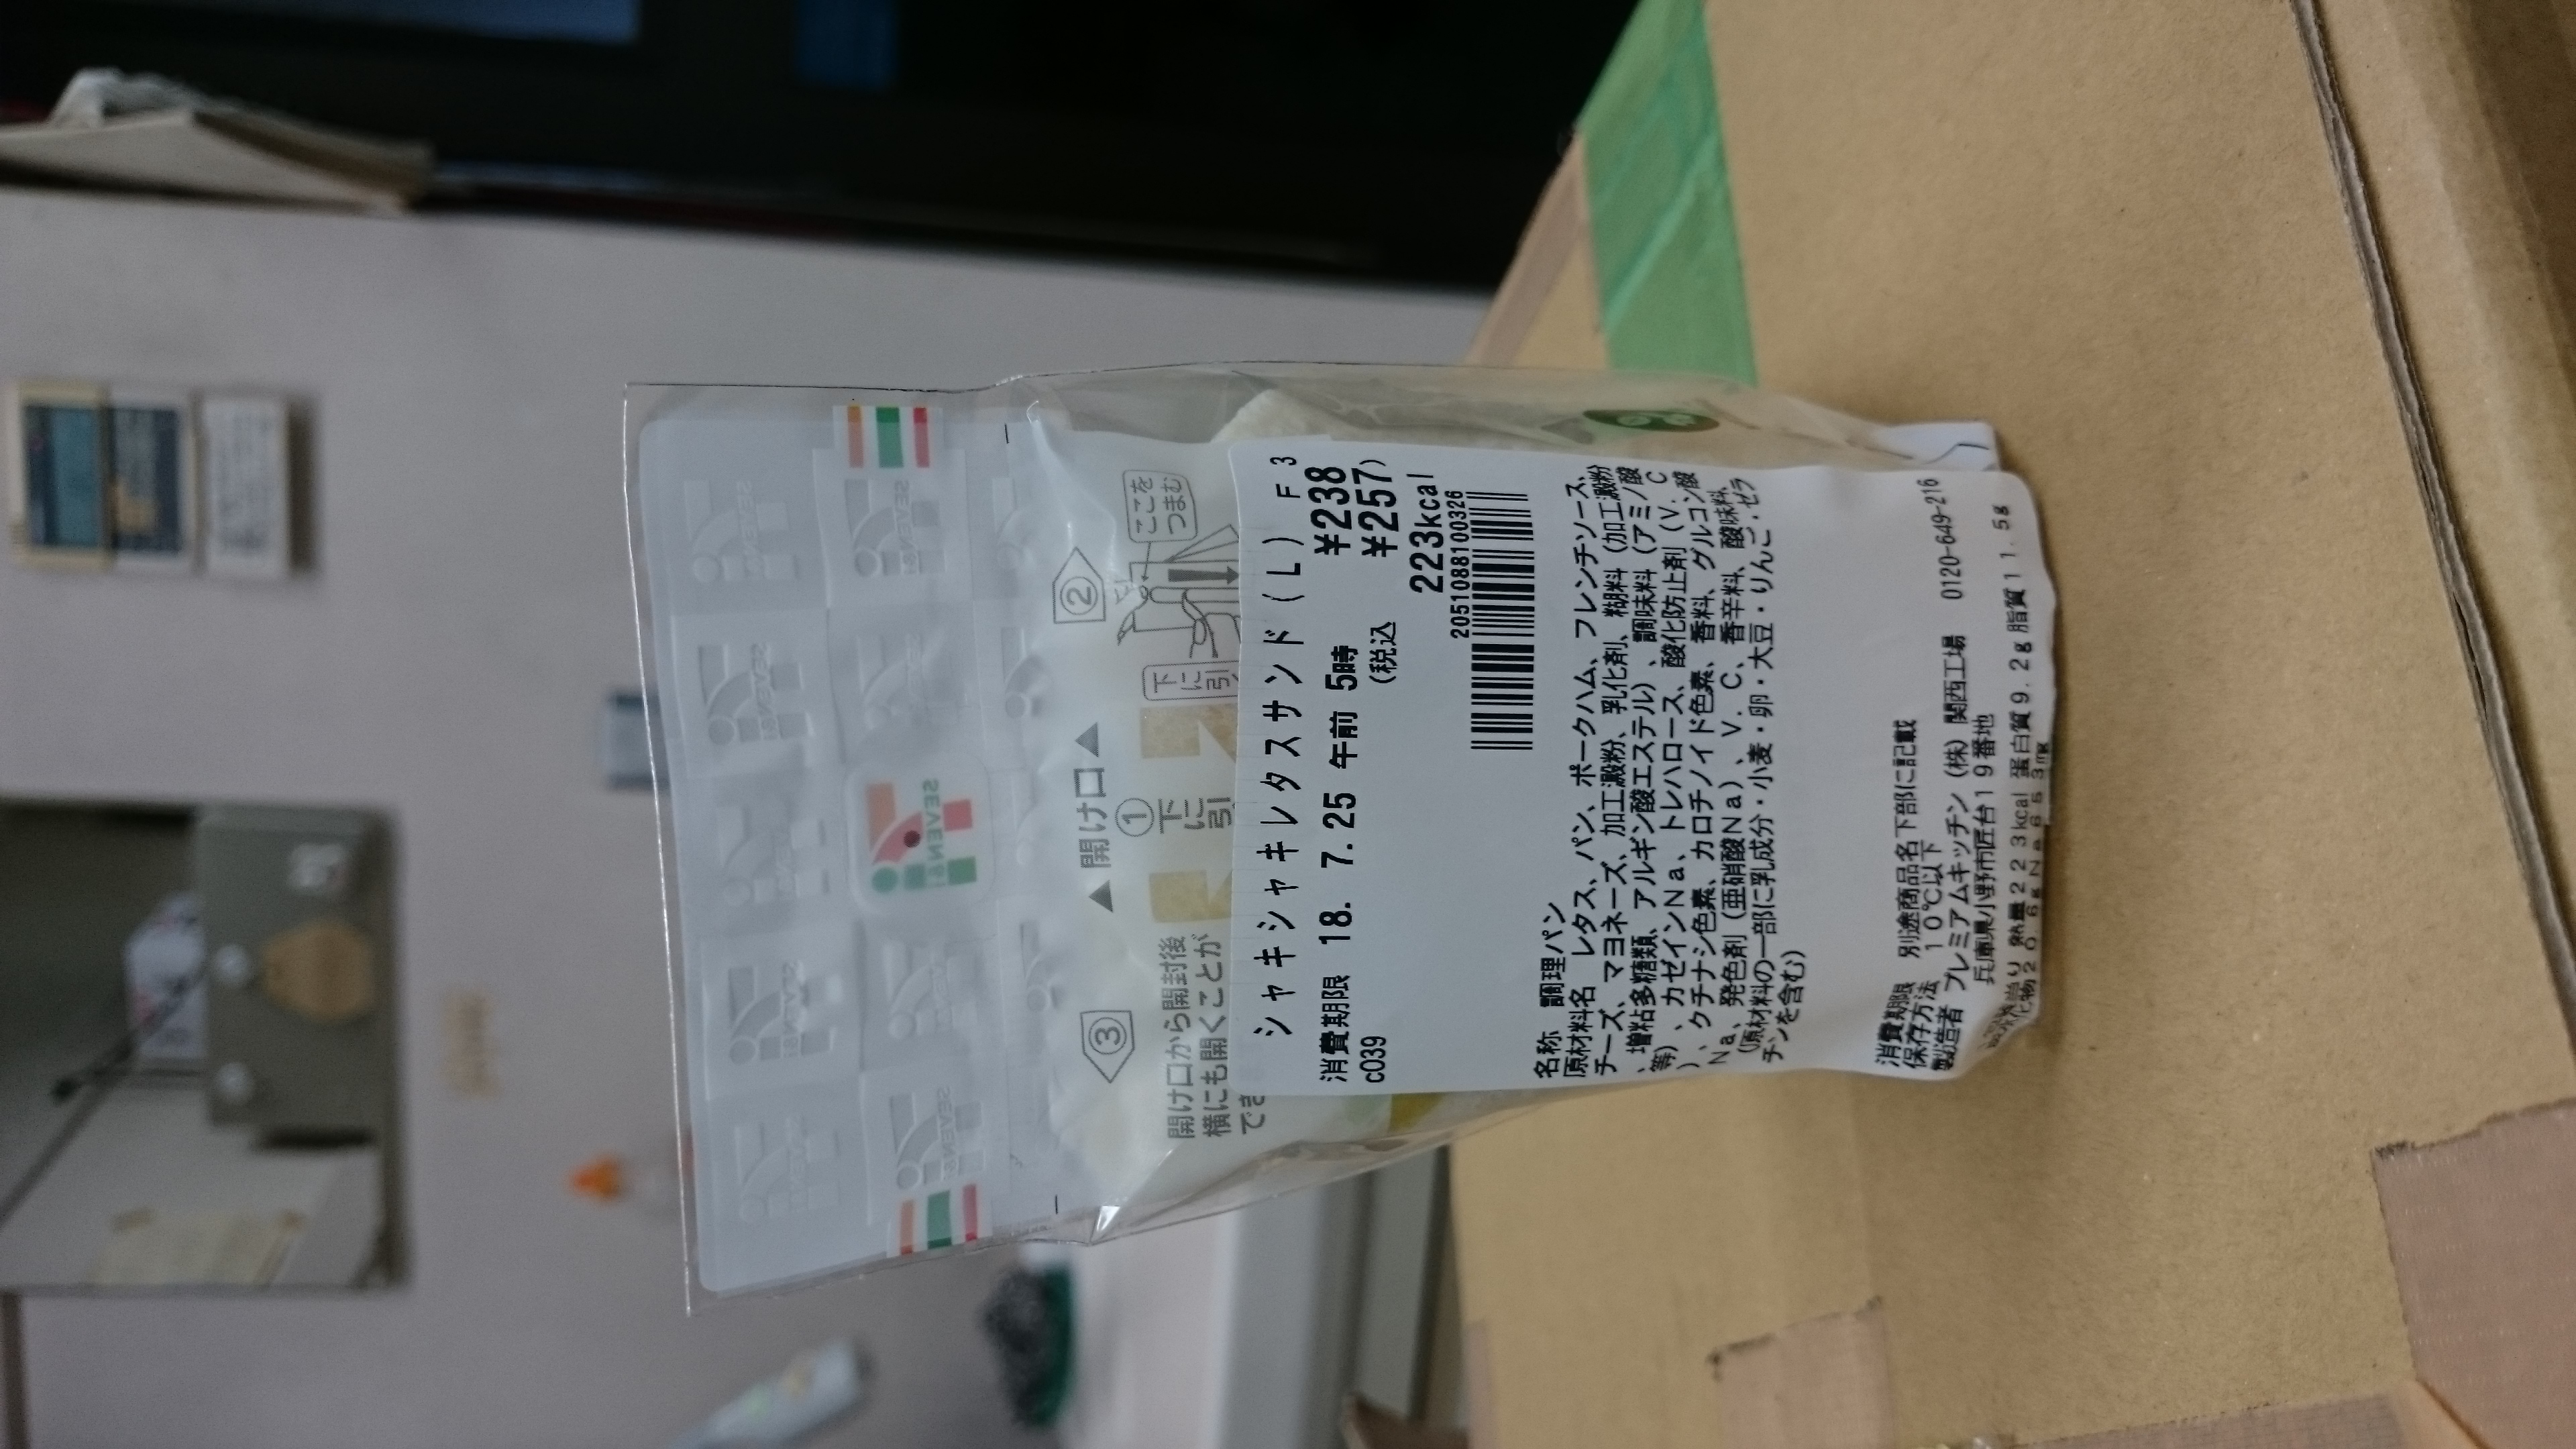 SEVEN&i
③
▲開け口▲
②
①
下に引
開け口から開封後
横にも開くことが
でき
下に引
ここを
つまむ
シャキシャキレタスサンド(L) F3
消費期限 18. 7.25 午前 5時 ¥238
c039 (税込 ¥257)
223kcal
2051088100326
名称 調理パン
原材料名 レタス、パン、ポークハム、フレンチソース、
チーズ、マヨネーズ、加工澱粉、乳化剤、糊料(加工澱粉
、増粘多糖類、アルギン酸エステル)、調味料(アミノ酸
等)、カゼインNa、トレハロース、酸化防止剤(V.C
)、クチナシ色素、カロチノイド色素、香料、グルコン酸
Na、発色剤(亜硝酸Na)、V.C、香辛料、酸味料、
(原材料の一部に乳成分・小麦・卵・大豆・りんご・ゼラ
チンを含む)
消費期限 別途商品名下部に記載
保存方法 10℃以下
製造者 プレミアムキッチン(株)関西工場 0120-649-216
兵庫県小野市匠台19番地
当り 熱量223kcal 蛋白質9.2g 脂質11.5g
化物20.6g Na653mg